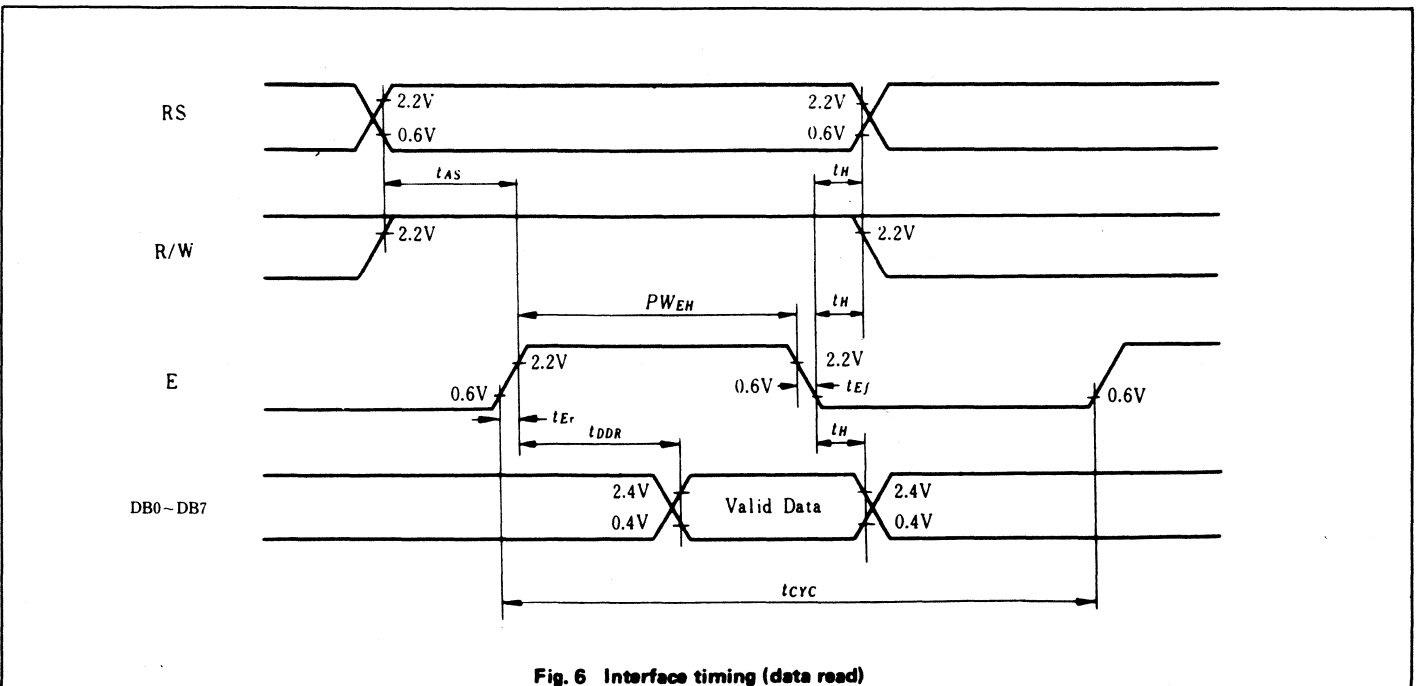 RS
2.2V
0.6V
2.2V
0.6V
tAS
tH
R/W
2.2V
2.2V
PWEH
tH
E
2.2V
0.6V
2.2V
0.6V
tEf
0.6V
tEr
tDDR
tH
DB0~DB7
2.4V
0.4V
Valid Data
2.4V
0.4V
tCYC
Fig. 6 Interface timing (data read)